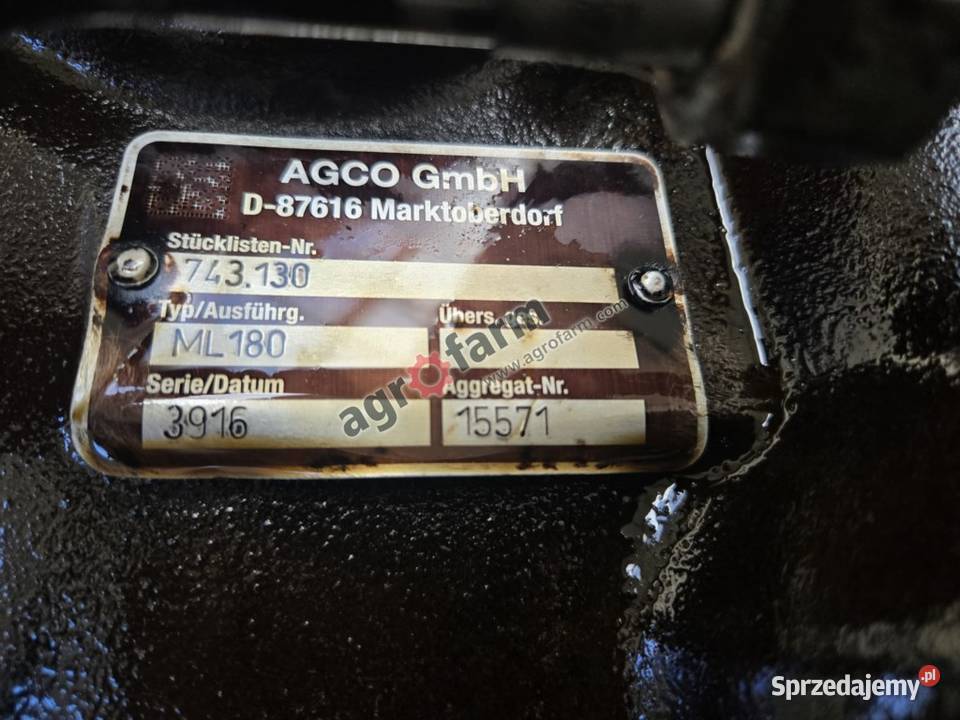 AGCO GmbH
D-87616 Marktoberdorf
Stücklisten-Nr.
743.130
Typ/Ausführg.
Übers.
ML180
Serie/Datum
Aggregat-Nr.
3916
15571
agrofarm
www.agrofarm.com
Sprzedajemy.pl